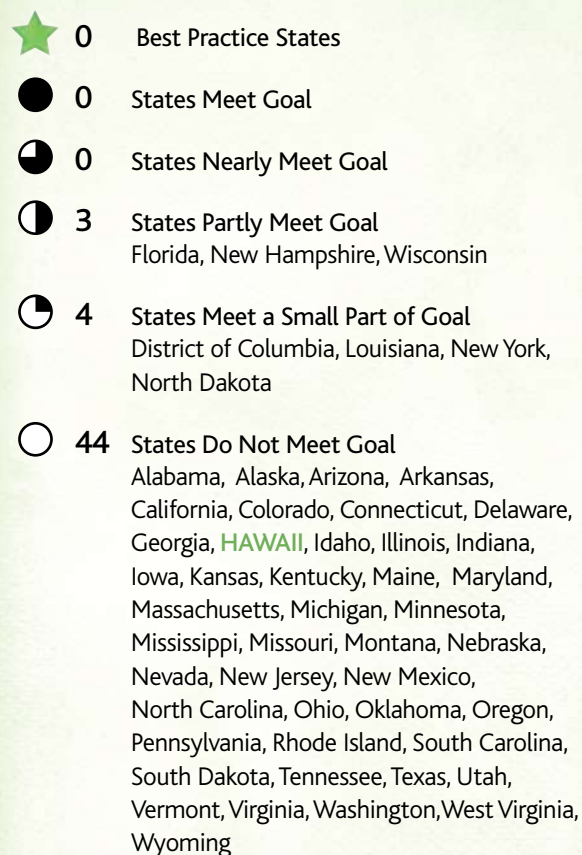 0 Best Practice States
0 States Meet Goal
0 States Nearly Meet Goal
3 States Partly Meet Goal
Florida, New Hampshire, Wisconsin
4 States Meet a Small Part of Goal
District of Columbia, Louisiana, New York,
North Dakota
44 States Do Not Meet Goal
Alabama, Alaska, Arizona, Arkansas,
California, Colorado, Connecticut, Delaware,
Georgia, HAWAII, Idaho, Illinois, Indiana,
Iowa, Kansas, Kentucky, Maine, Maryland,
Massachusetts, Michigan, Minnesota,
Mississippi, Missouri, Montana, Nebraska,
Nevada, New Jersey, New Mexico,
North Carolina, Ohio, Oklahoma, Oregon,
Pennsylvania, Rhode Island, South Carolina,
South Dakota, Tennessee, Texas, Utah,
Vermont, Virginia, Washington, West Virginia,
Wyoming